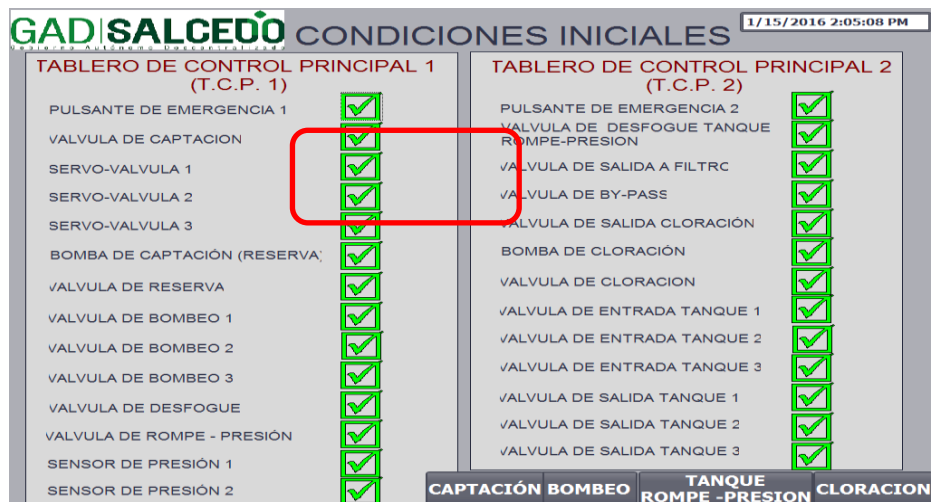 GAD SALCEDO
Gobierno Autónomo Descentralizado
CONDICIONES INICIALES
1/15/2016 2:05:08 PM
TABLERO DE CONTROL PRINCIPAL 1
(T.C.P. 1)
PULSANTE DE EMERGENCIA 1
VALVULA DE CAPTACION
SERVO-VALVULA 1
SERVO-VALVULA 2
SERVO-VALVULA 3
BOMBA DE CAPTACIÓN (RESERVA)
VALVULA DE RESERVA
VALVULA DE BOMBEO 1
VALVULA DE BOMBEO 2
VALVULA DE BOMBEO 3
VALVULA DE DESFOGUE
VALVULA DE ROMPE - PRESIÓN
SENSOR DE PRESIÓN 1
SENSOR DE PRESIÓN 2
TABLERO DE CONTROL PRINCIPAL 2
(T.C.P. 2)
PULSANTE DE EMERGENCIA 2
VALVULA DE DESFOGUE TANQUE
ROMPE-PRESION
VALVULA DE SALIDA A FILTRO
VALVULA DE BY-PASS
VALVULA DE SALIDA CLORACIÓN
BOMBA DE CLORACIÓN
VALVULA DE CLORACION
VALVULA DE ENTRADA TANQUE 1
VALVULA DE ENTRADA TANQUE 2
VALVULA DE ENTRADA TANQUE 3
VALVULA DE SALIDA TANQUE 1
VALVULA DE SALIDA TANQUE 2
VALVULA DE SALIDA TANQUE 3
CAPTACIÓN
BOMBEO
TANQUE
ROMPE -PRESION
CLORACION